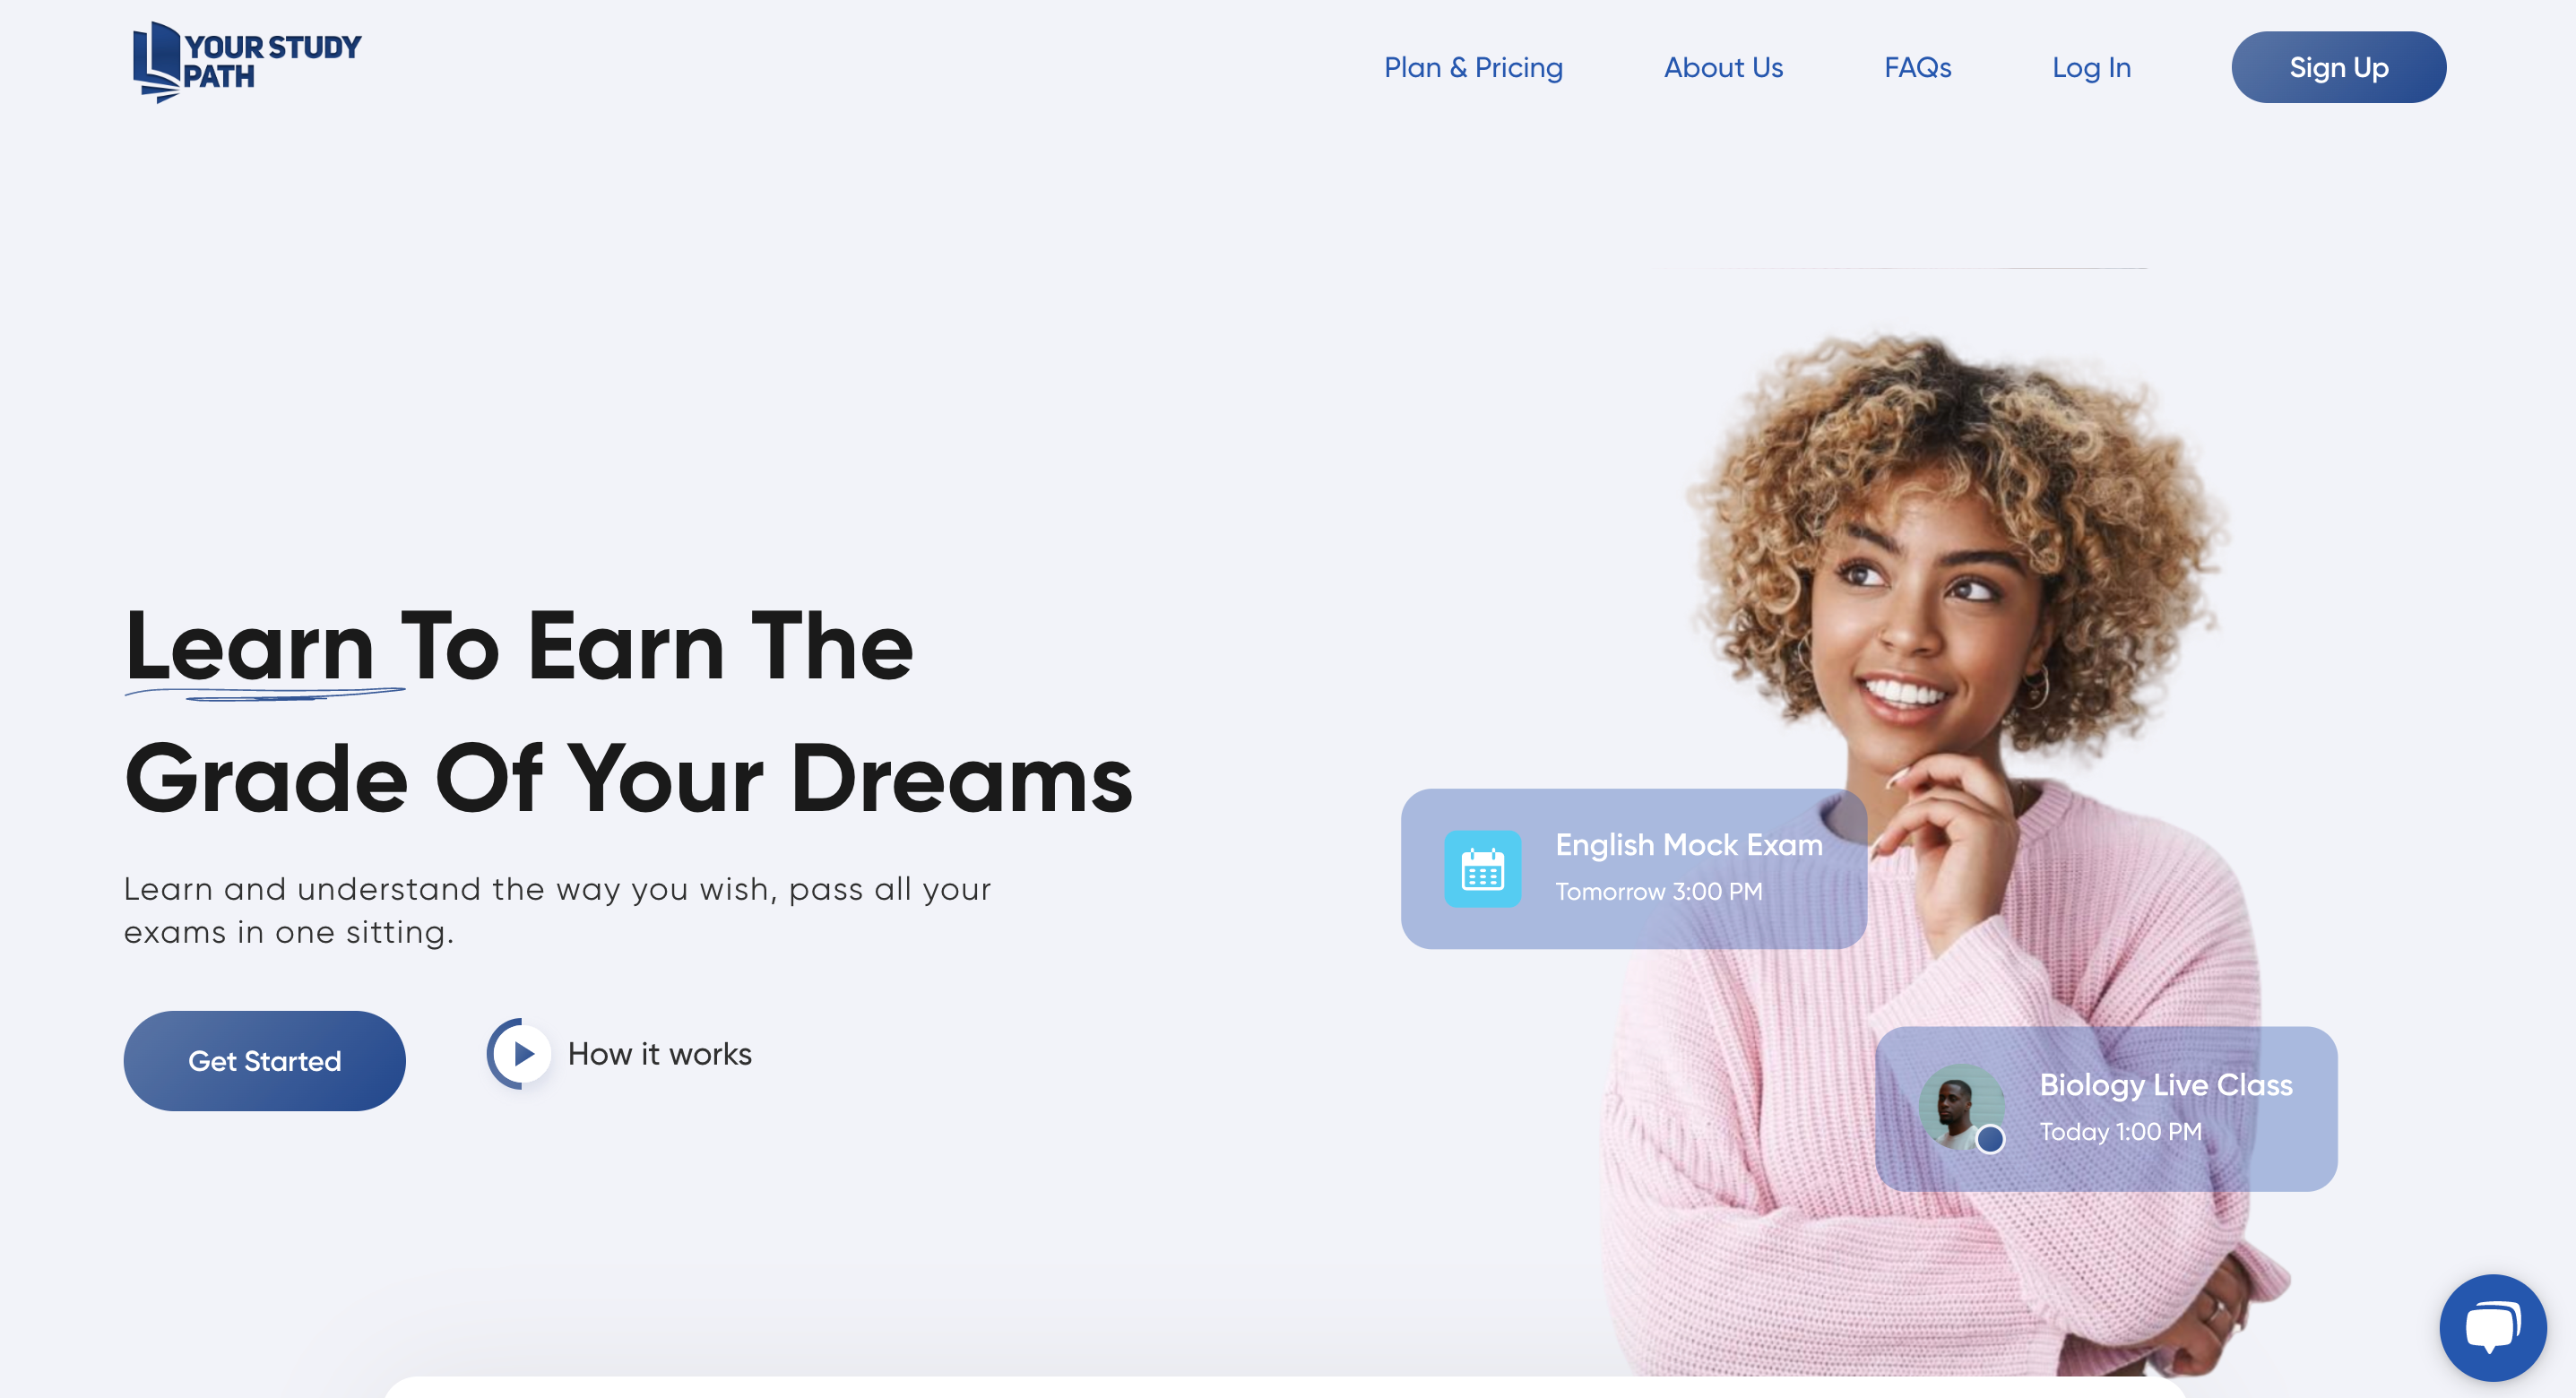 YOUR STUDY
PATH
Plan & Pricing
About Us
FAQs
Log In
Sign Up
Learn To Earn The
Grade Of Your Dreams
Learn and understand the way you wish, pass all your
exams in one sitting.
Get Started
How it works
English Mock Exam
Tomorrow 3:00 PM
Biology Live Class
Today 1:00 PM